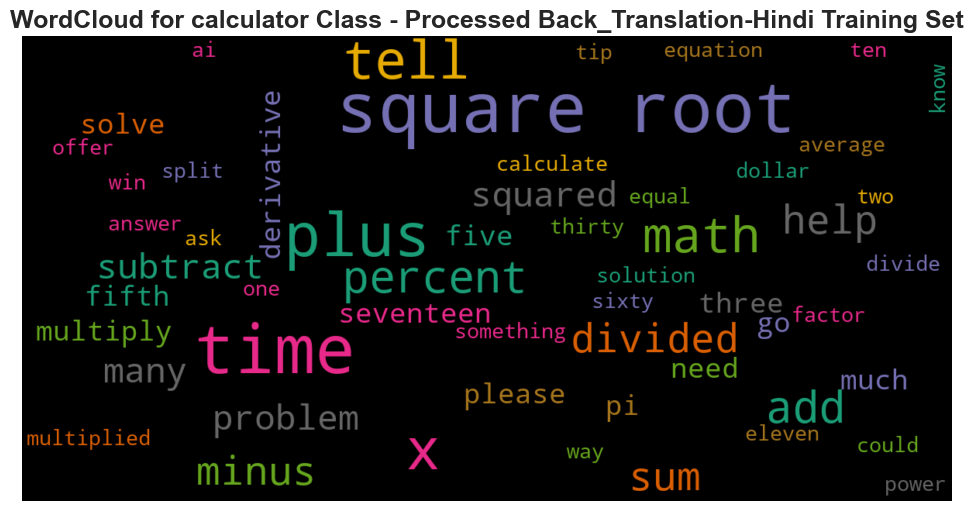 WordCloud for calculator Class - Processed Back_Translation-Hindi Training Set
ai
tell
tip
equation
ten
know
square root
derivative
solve
offer
average
split
win
calculate
dollar
squared
equal
two
answer
ask
plus
five
thirty
math
help
subtract
percent
solution
divide
fifth
one
seventeen
sixty
three
go
factor
multiply
time
something
divided
many
need
much
please
pi
add
problem
x
multiplied
eleven
way
could
minus
sum
power